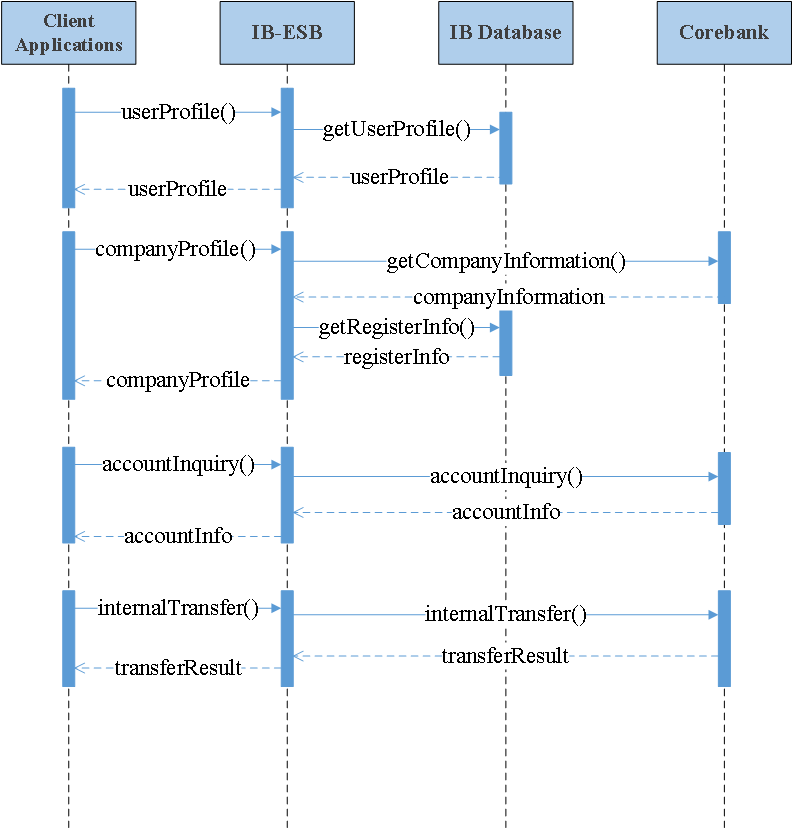 Client
Applications
IB-ESB
IB Database
Corebank
userProfile()
getUserProfile()
userProfile
userProfile
companyProfile()
getCompanyInformation()
companyInformation
getRegisterInfo()
registerInfo
companyProfile
accountInquiry()
accountInquiry()
accountInfo
accountInfo
internalTransfer()
internalTransfer()
transferResult
transferResult